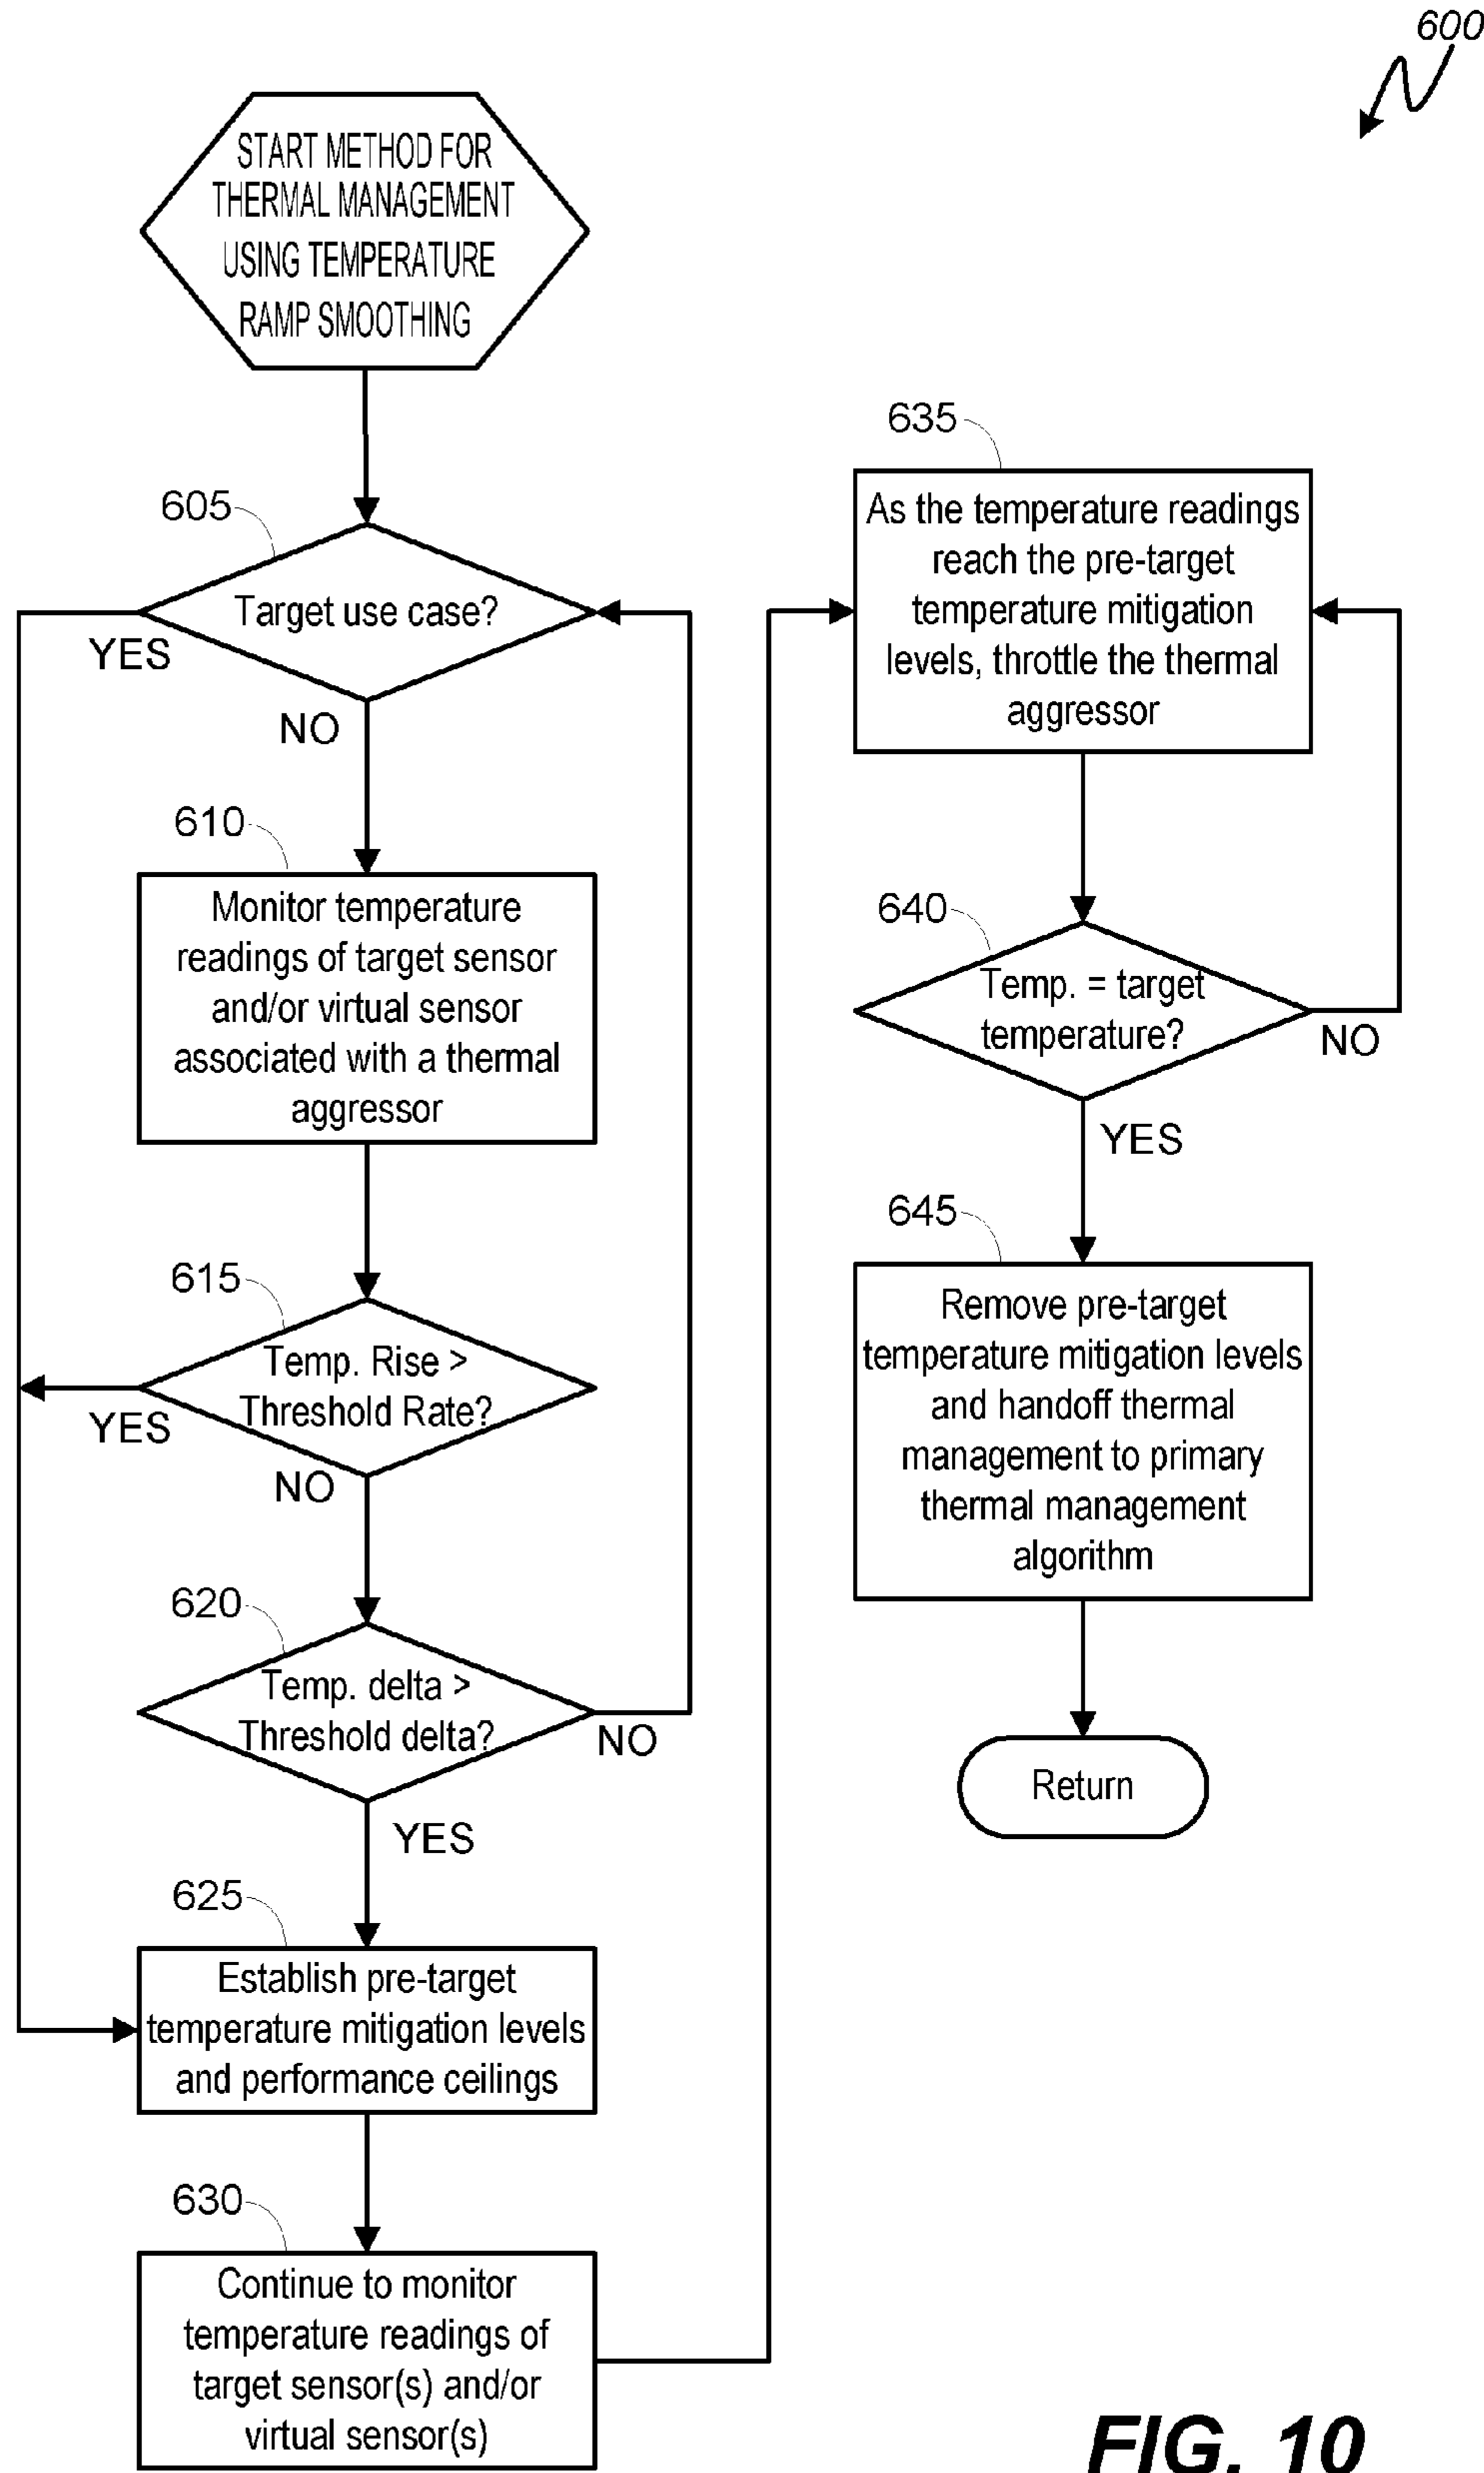 600
START METHOD FOR
THERMAL MANAGEMENT
USING TEMPERATURE
RAMP SMOOTHING
605
Target use case?
YES
NO
610
Monitor temperature
readings of target sensor
and/or virtual sensor
associated with a thermal
aggressor
615
Temp. Rise >
Threshold Rate?
YES
NO
620
Temp. delta >
Threshold delta?
NO
YES
625
Establish pre-target
temperature mitigation levels
and performance ceilings
630
Continue to monitor
temperature readings of
target sensor(s) and/or
virtual sensor(s)
635
As the temperature readings
reach the pre-target
temperature mitigation
levels, throttle the thermal
aggressor
640
Temp. = target
temperature?
NO
YES
645
Remove pre-target
temperature mitigation levels
and handoff thermal
management to primary
thermal management
algorithm
Return
FIG. 10